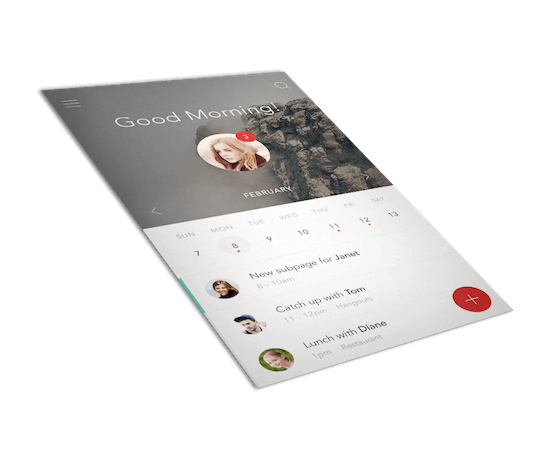 Good Morning!
3
FEBRUARY
SUN MON TUE WED THU FRI SAT
7 8 9 10 11 12 13
New subpage for Janet
8 - 10am
Catch up with Tom
11 - 12pm Hangouts
Lunch with Diane
1pm Restaurant